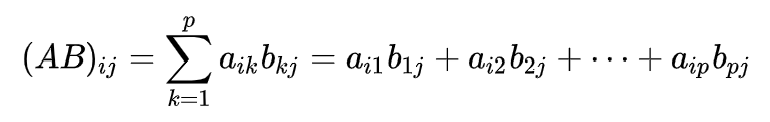 $(AB)_{ij} = \sum_{k=1}^{p} a_{ik}b_{kj} = a_{i1}b_{1j} + a_{i2}b_{2j} + \cdots + a_{ip}b_{pj}$